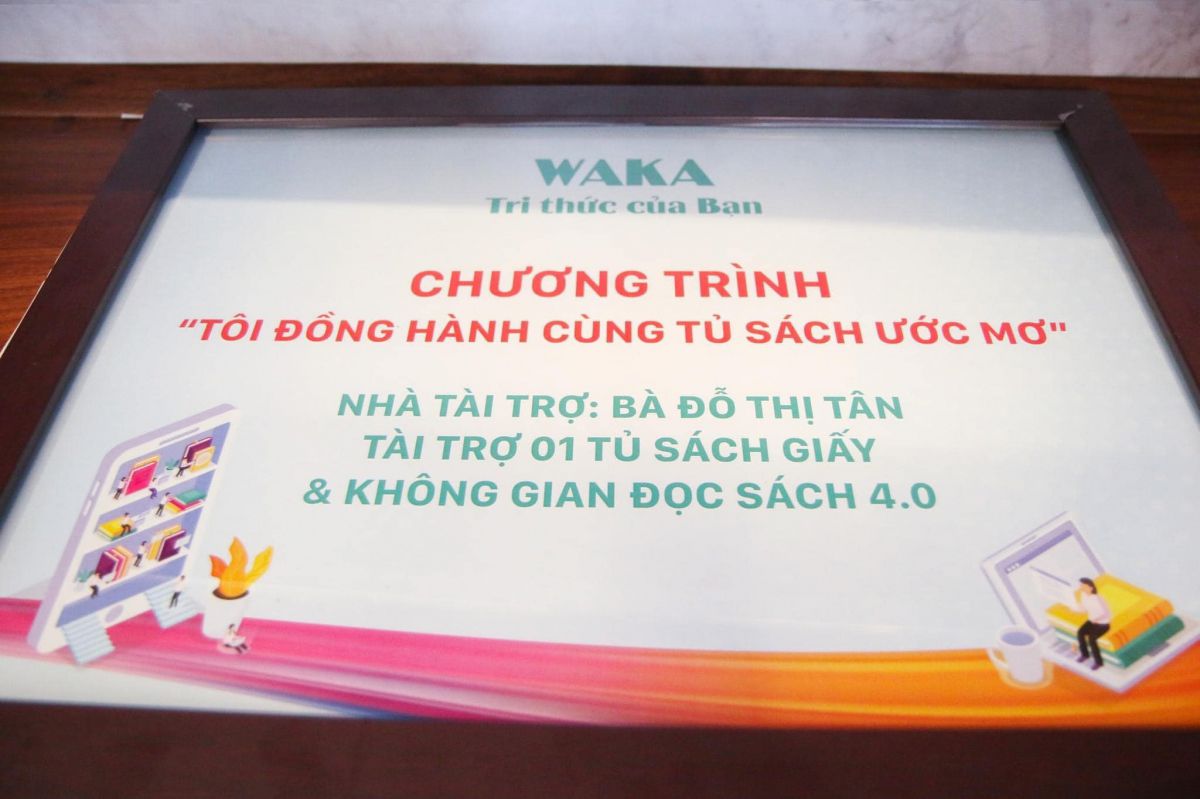 WAKA
Tri thức của Bạn
CHƯƠNG TRÌNH
"TÔI ĐỒNG HÀNH CÙNG TỦ SÁCH ƯỚC MƠ"
NHÀ TÀI TRỢ: BÀ ĐỖ THỊ TÂN
TÀI TRỢ 01 TỦ SÁCH GIẤY
& KHÔNG GIAN ĐỌC SÁCH 4.0